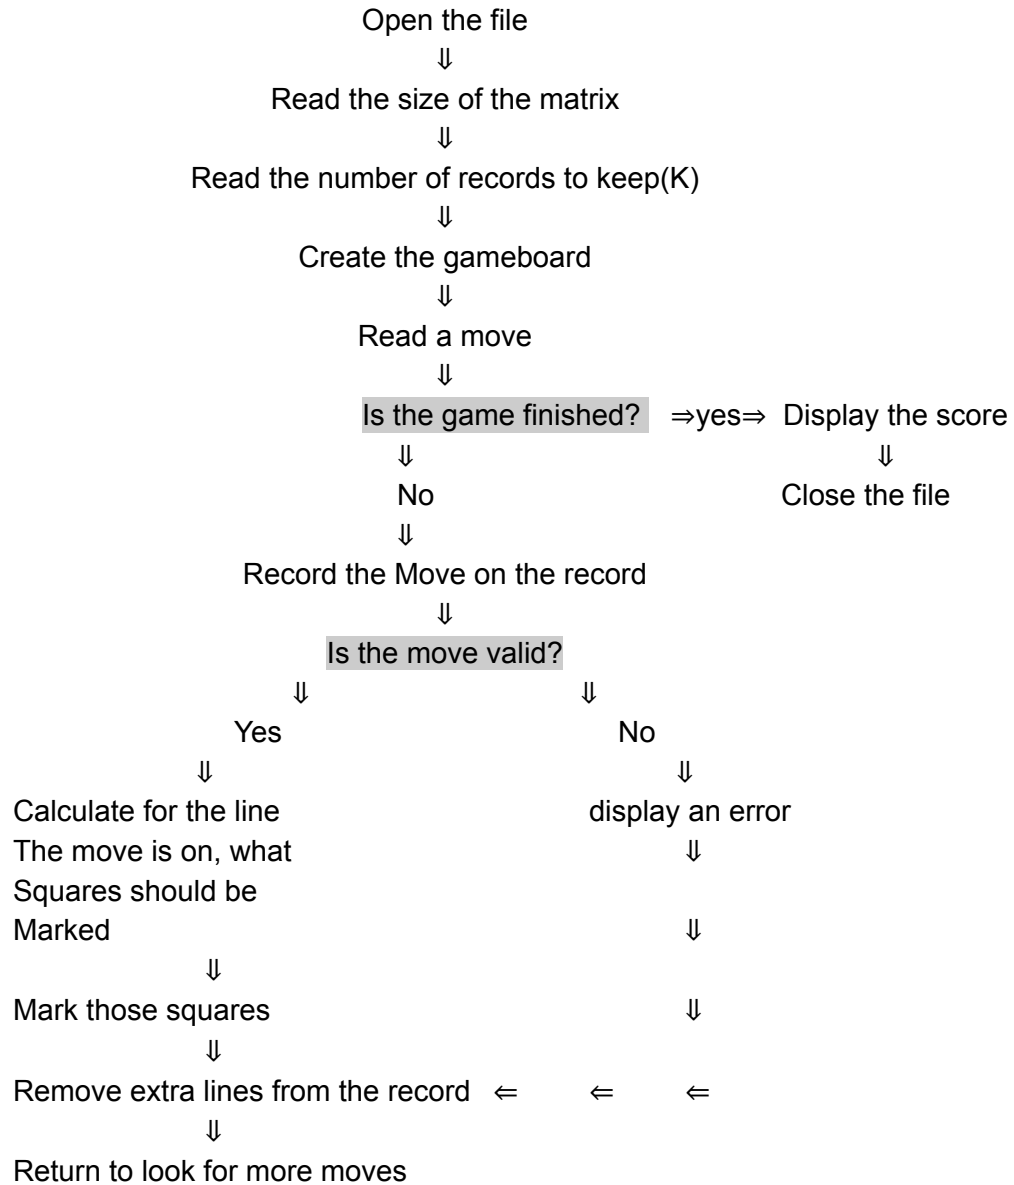 Open the file
⇓
Read the size of the matrix
⇓
Read the number of records to keep(K)
⇓
Create the gameboard
⇓
Read a move
⇓
Is the game finished? ⇒yes⇒ Display the score
⇓ ⇓
No Close the file
⇓
Record the Move on the record
⇓
Is the move valid?
⇓ ⇓
Yes No
⇓ ⇓
Calculate for the line display an error
The move is on, what ⇓
Squares should be
Marked ⇓
⇓
Mark those squares ⇓
⇓
Remove extra lines from the record ⇐ ⇐ ⇐
⇓
Return to look for more moves